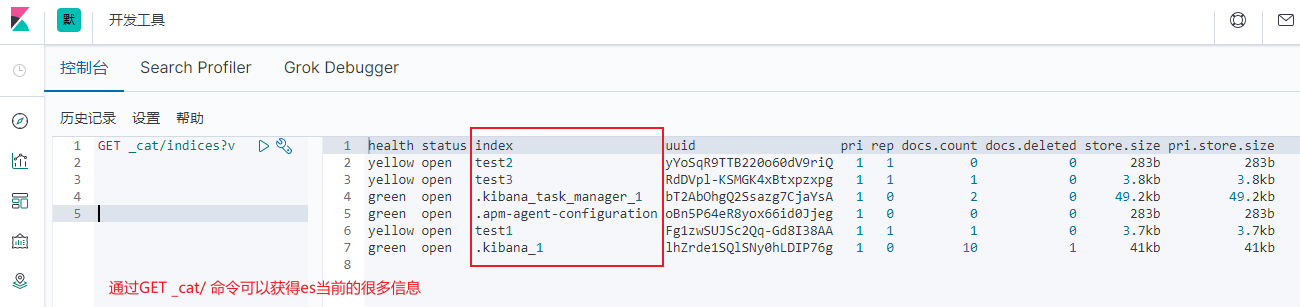 默 开发工具
控制台 Search Profiler Grok Debugger
历史记录 设置 帮助
1 GET _cat/indices?v
2
3
4
5
1 health status index uuid pri rep docs.count docs.deleted store.size pri.store.size
2 yellow open test2 yYoSqR9TTB220o60dV9riQ 1 1 0 0 283b 283b
3 yellow open test3 RdDVpl-KSMGK4xBtxpzxpg 1 1 1 0 3.8kb 3.8kb
4 green open .kibana_task_manager_1 bT2AbOhgQ2Ssazg7CjaYsA 1 0 2 0 49.2kb 49.2kb
5 green open .apm-agent-configuration oBn5P64eR8yox66id0Jjeg 1 0 0 0 283b 283b
6 yellow open test1 Fg1zwSUJSc2Qq-Gd8I38AA 1 1 1 0 3.7kb 3.7kb
7 green open .kibana_1 lhZrde1SQlSNy0hLDIP76g 1 0 10 1 41kb 41kb
8
通过GET _cat/ 命令可以获得es当前的很多信息